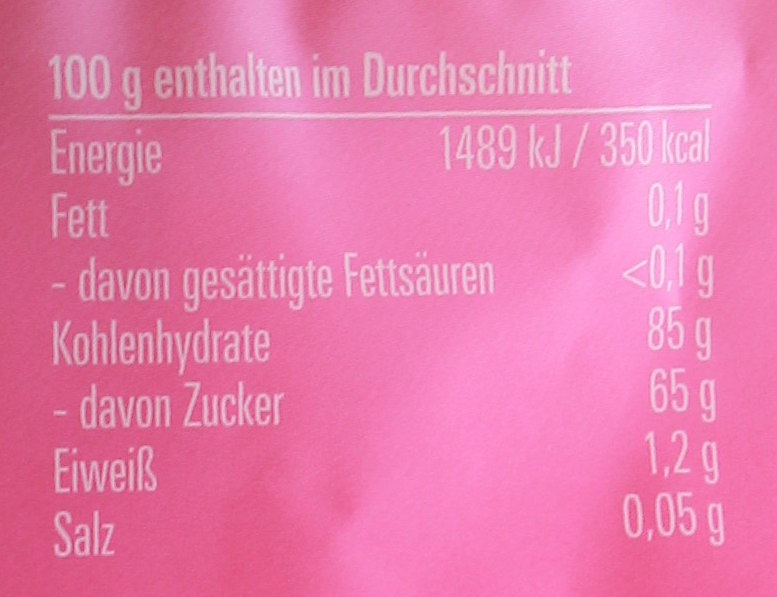 100 g enthalten im Durchschnitt
Energie 1489 kJ / 350 kcal
Fett 0,1 g
- davon gesättigte Fettsäuren <0,1 g
Kohlenhydrate 85 g
- davon Zucker 65 g
Eiweiß 1,2 g
Salz 0,05 g